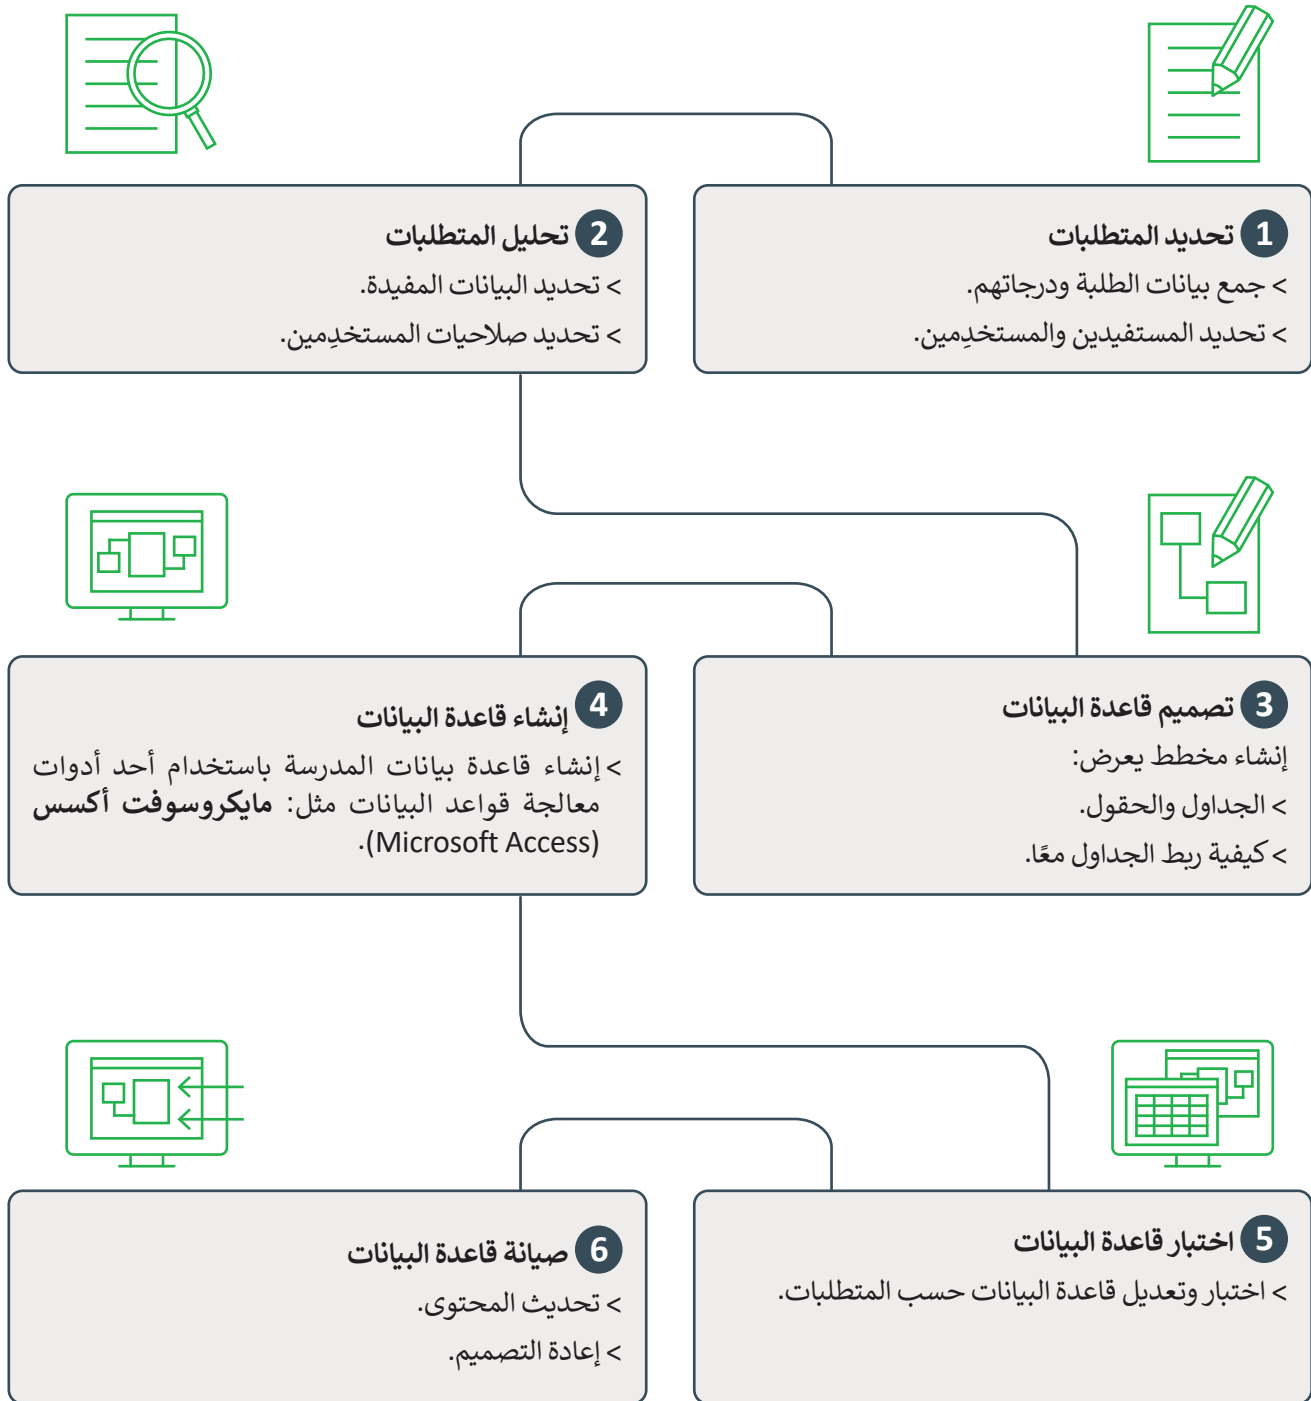 1 تحديد المتطلبات
> جمع بيانات الطلبة ودرجاتهم.
> تحديد المستفيدين والمستخدِمين.
2 تحليل المتطلبات
> تحديد البيانات المفيدة.
> تحديد صلاحيات المستخدِمين.
3 تصميم قاعدة البيانات
إنشاء مخطط يعرض:
> الجداول والحقول.
> كيفية ربط الجداول معًا.
4 إنشاء قاعدة البيانات
> إنشاء قاعدة بيانات المدرسة باستخدام أحد أدوات
معالجة قواعد البيانات مثل: مايكروسوفت أكسس
(Microsoft Access).
5 اختبار قاعدة البيانات
> اختبار وتعديل قاعدة البيانات حسب المتطلبات.
6 صيانة قاعدة البيانات
> تحديث المحتوى.
> إعادة التصميم.